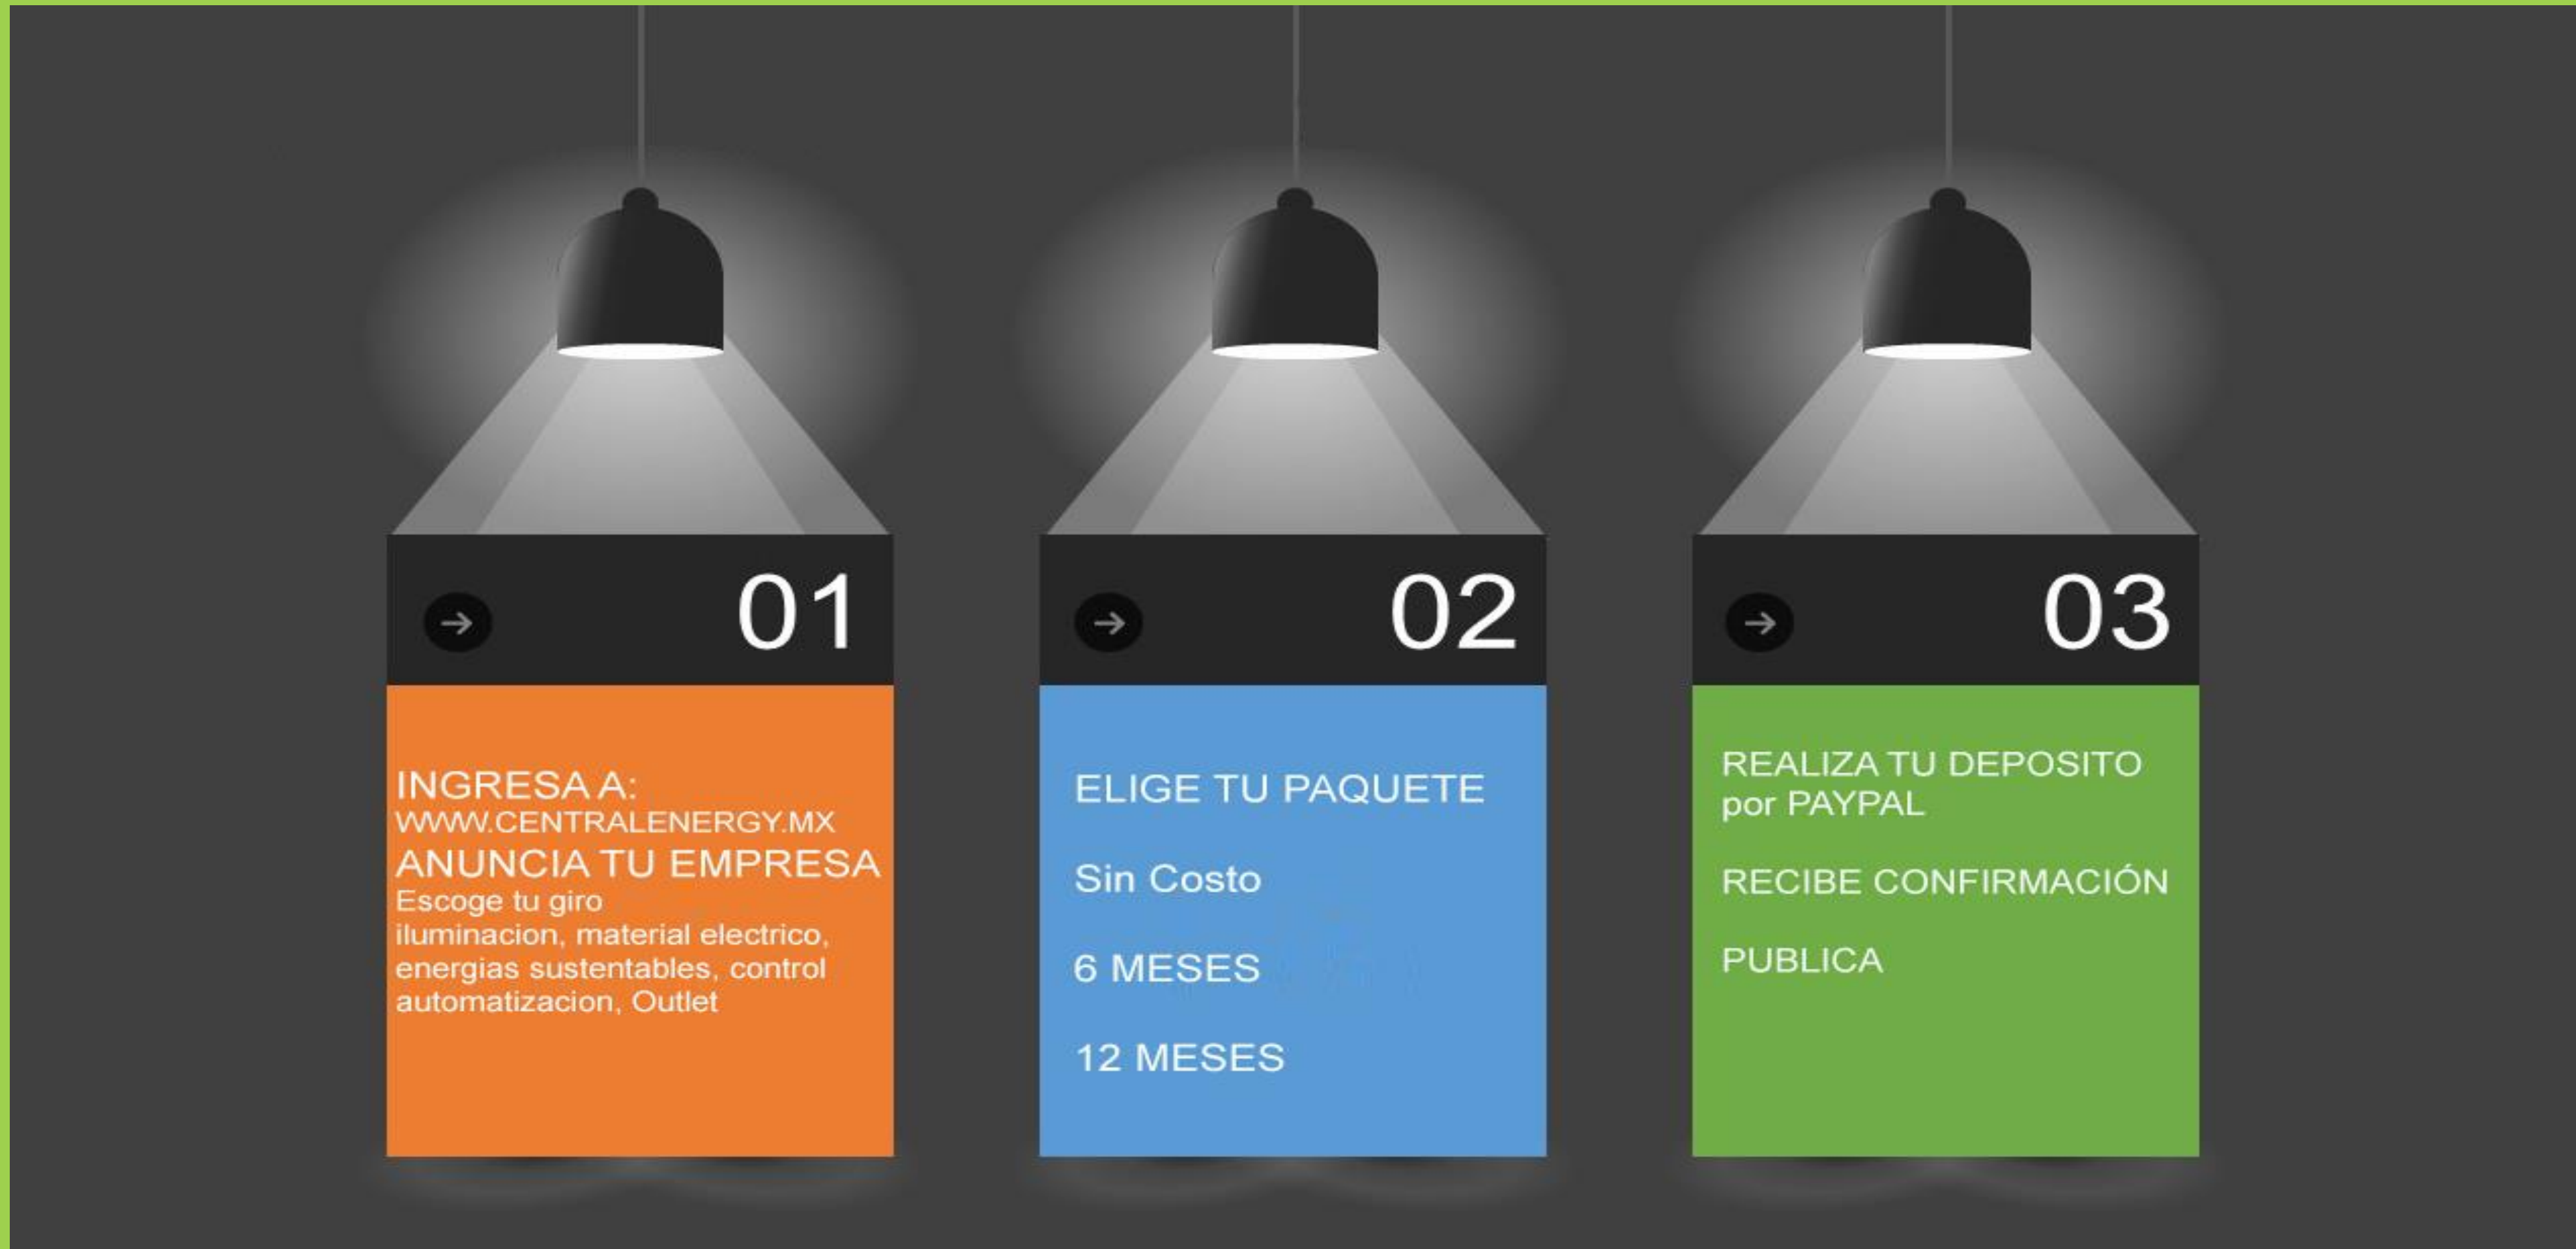 01
INGRESA A:
WWW.CENTRALENERGY.MX
ANUNCIA TU EMPRESA
Escoge tu giro
iluminacion, material electrico,
energias sustentables, control
automatizacion, Outlet
02
ELIGE TU PAQUETE
Sin Costo
6 MESES
12 MESES
03
REALIZA TU DEPOSITO
por PAYPAL
RECIBE CONFIRMACIÓN
PUBLICA